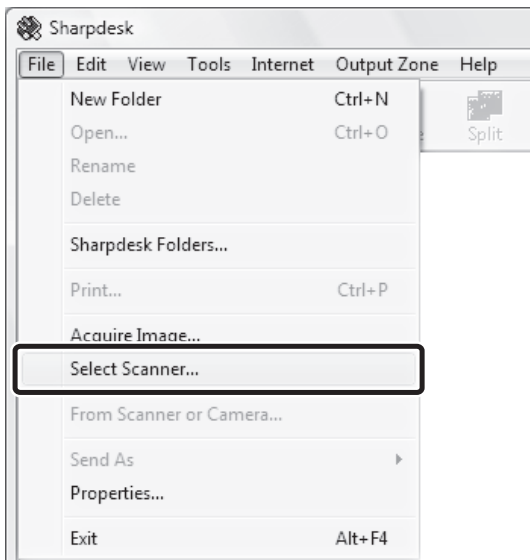 Sharpdesk
File Edit View Tools Internet Output Zone Help
New Folder Ctrl+N
Open... Ctrl+O
Split
Rename
Delete
Sharpdesk Folders...
Print... Ctrl+P
Acquire Image...
Select Scanner...
From Scanner or Camera...
Send As
Properties...
Exit Alt+F4